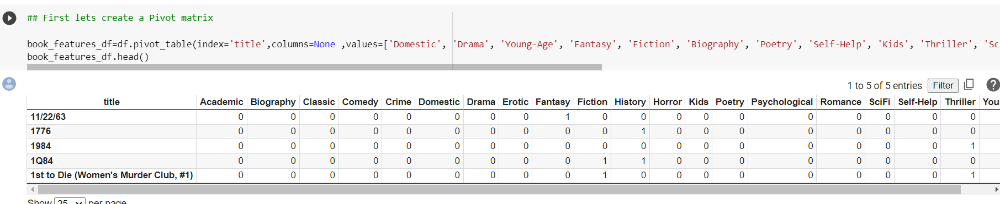 ## First lets create a Pivot matrix
book_features_df=df.pivot_table(index='title',columns=None ,values=['Domestic', 'Drama', 'Young-Age', 'Fantasy', 'Fiction', 'Biography', 'Poetry', 'Self-Help', 'Kids', 'Thriller', 'Sc
book_features_df.head()
1 to 5 of 5 entries Filter ?
title Academic Biography Classic Comedy Crime Domestic Drama Erotic Fantasy Fiction History Horror Kids Poetry Psychological Romance SciFi Self-Help Thriller You
11/22/63 0 0 0 0 0 0 0 0 1 0 0 0 0 0 0 0 0 0 0
1776 0 0 0 0 0 0 0 0 0 0 1 0 0 0 0 0 0 0 0
1984 0 0 0 0 0 0 0 0 0 0 0 0 0 0 0 0 0 0 1
1Q84 0 0 0 0 0 0 0 0 0 1 1 0 0 0 0 0 0 0 0
1st to Die (Women's Murder Club, #1) 0 0 0 0 0 0 0 0 0 1 0 0 0 0 0 0 0 0 1
Show 25 per page